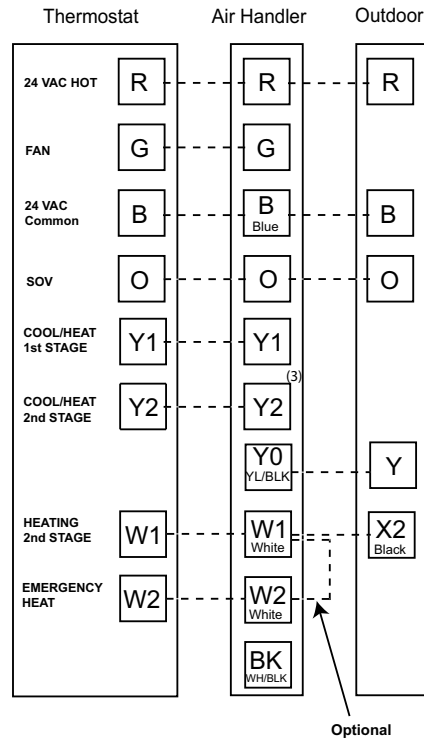 Thermostat Air Handler Outdoor
24 VAC HOT R R R
FAN G G
24 VAC
Common B B B
Blue
SOV O O O
COOL/HEAT
1st STAGE Y1 Y1
(3)
COOL/HEAT
2nd STAGE Y2 Y2
Y0 Y
YL/BLK
HEATING
2nd STAGE W1 W1 X2
White Black
EMERGENCY
HEAT W2 W2
White
BK
WH/BLK
Optional